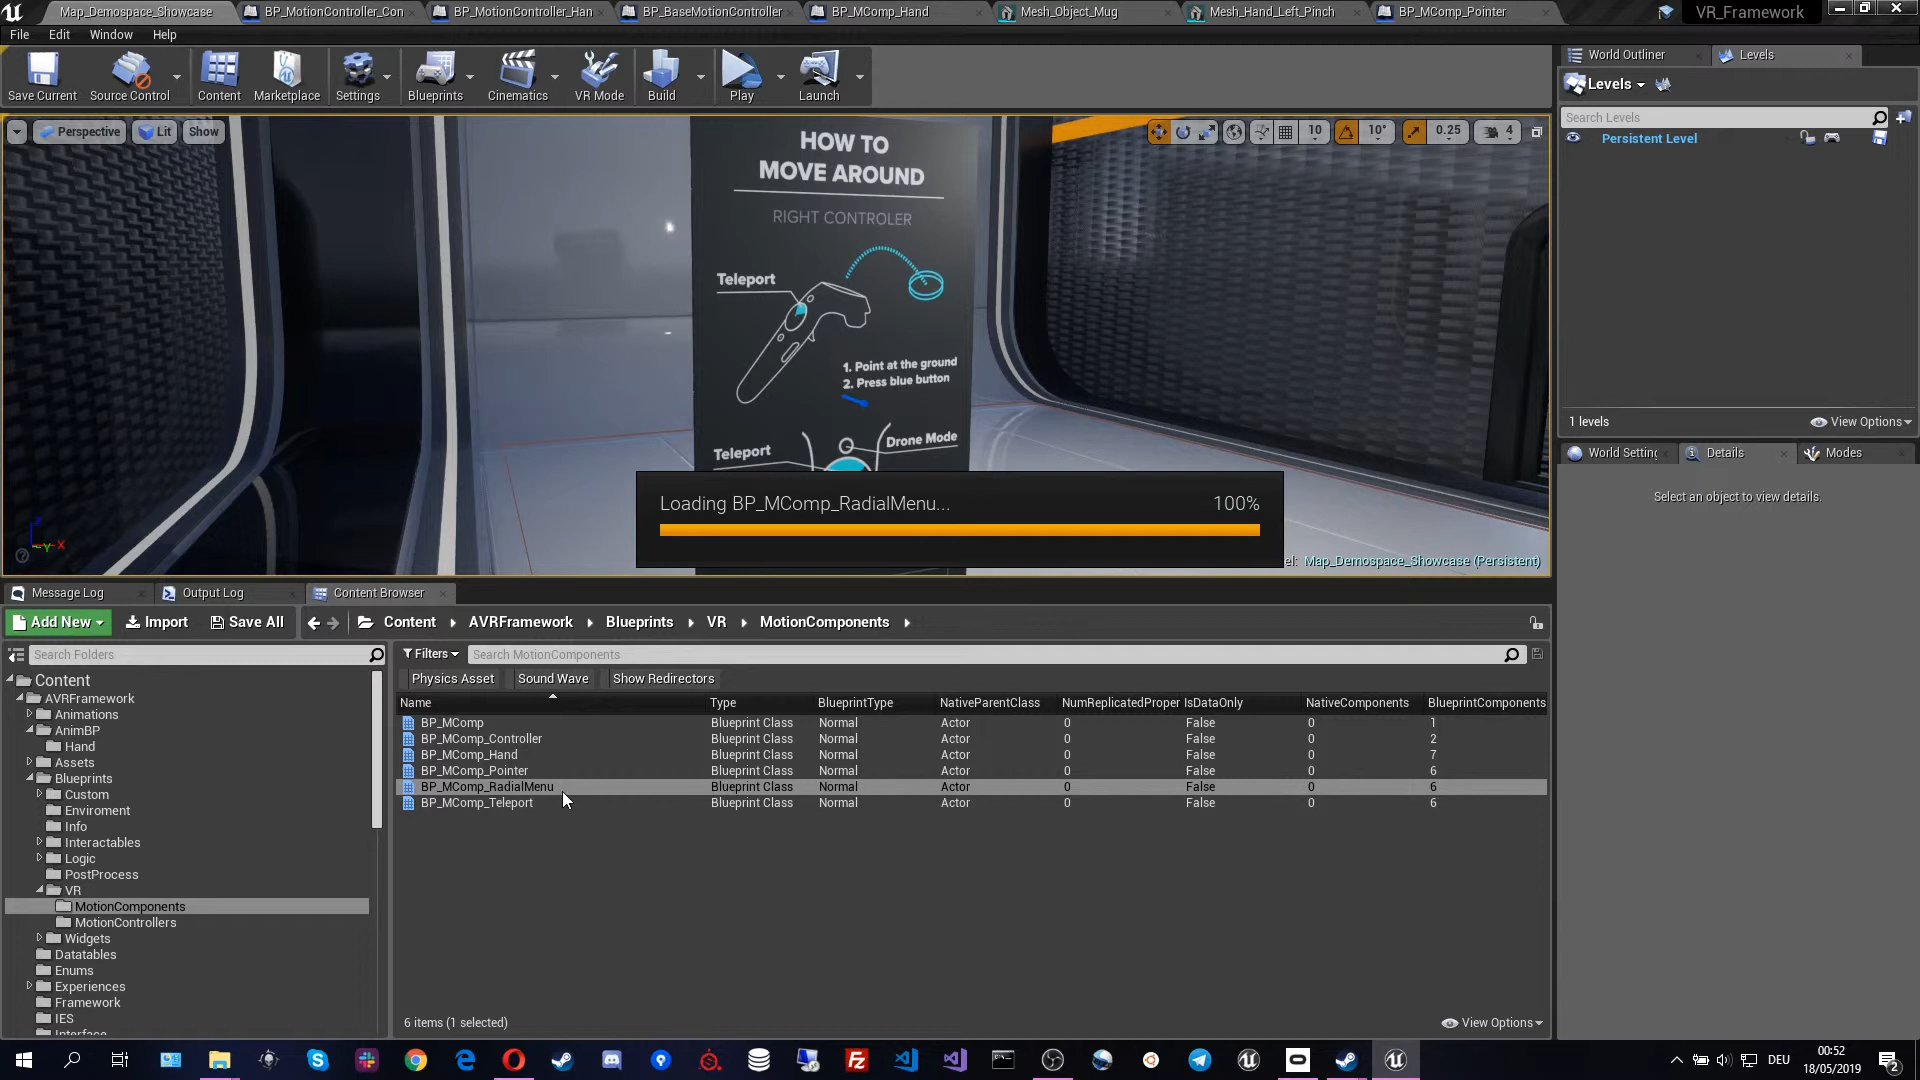 Map_Demospace_Showcase
BP_MotionController_Con
BP_MotionController_Han
BP_BaseMotionController
BP_MComp_Hand
Mesh_Object_Mug
Mesh_Hand_Left_Pinch
BP_MComp_Pointer
VR_Framework
File Edit Window Help
Save Current
Source Control
Content
Marketplace
Settings
Blueprints
Cinematics
VR Mode
Build
Play
Launch
World Outliner
Levels
Levels
Search Levels
Persistent Level
1 levels
View Options
World Setting
Details
Modes
Select an object to view details.
Perspective
Lit
Show
10
10°
0.25
4
HOW TO
MOVE AROUND
RIGHT CONTROLER
Teleport
1. Point at the ground
2. Press blue button
Teleport
Drone Mode
Loading BP_MComp_RadialMenu... 100%
el: Map_Demospace_Showcase (Persistent)
Message Log
Output Log
Content Browser
Add New
Import
Save All
Content
AVRFramework
Blueprints
VR
MotionComponents
Search Folders
Content
AVRFramework
Animations
AnimBP
Hand
Assets
Blueprints
Custom
Enviroment
Info
Interactables
Logic
PostProcess
VR
MotionComponents
MotionControllers
Widgets
Datatables
Enums
Experiences
Framework
IES
Interface
Filters
Search MotionComponents
Physics Asset
Sound Wave
Show Redirectors
Name Type BlueprintType NativeParentClass NumReplicatedProper IsDataOnly NativeComponents BlueprintComponents
BP_MComp Blueprint Class Normal Actor 0 False 0 1
BP_MComp_Controller Blueprint Class Normal Actor 0 False 0 2
BP_MComp_Hand Blueprint Class Normal Actor 0 False 0 7
BP_MComp_Pointer Blueprint Class Normal Actor 0 False 0 6
BP_MComp_RadialMenu Blueprint Class Normal Actor 0 False 0 6
BP_MComp_Teleport Blueprint Class Normal Actor 0 False 0 6
6 items (1 selected)
View Options
DEU
00:52
18/05/2019
2